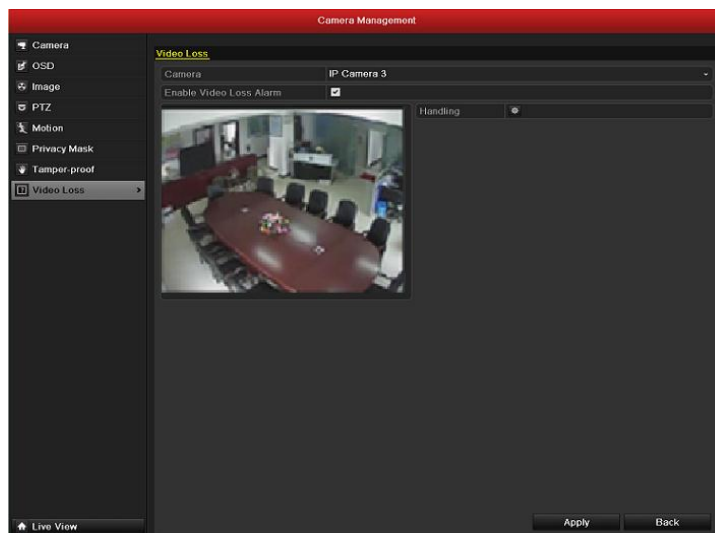 Camera Management
Camera
OSD
Image
PTZ
Motion
Privacy Mask
Tamper-proof
Video Loss
Live View
Video Loss
Camera IP Camera 3
Enable Video Loss Alarm
Handling
Apply Back